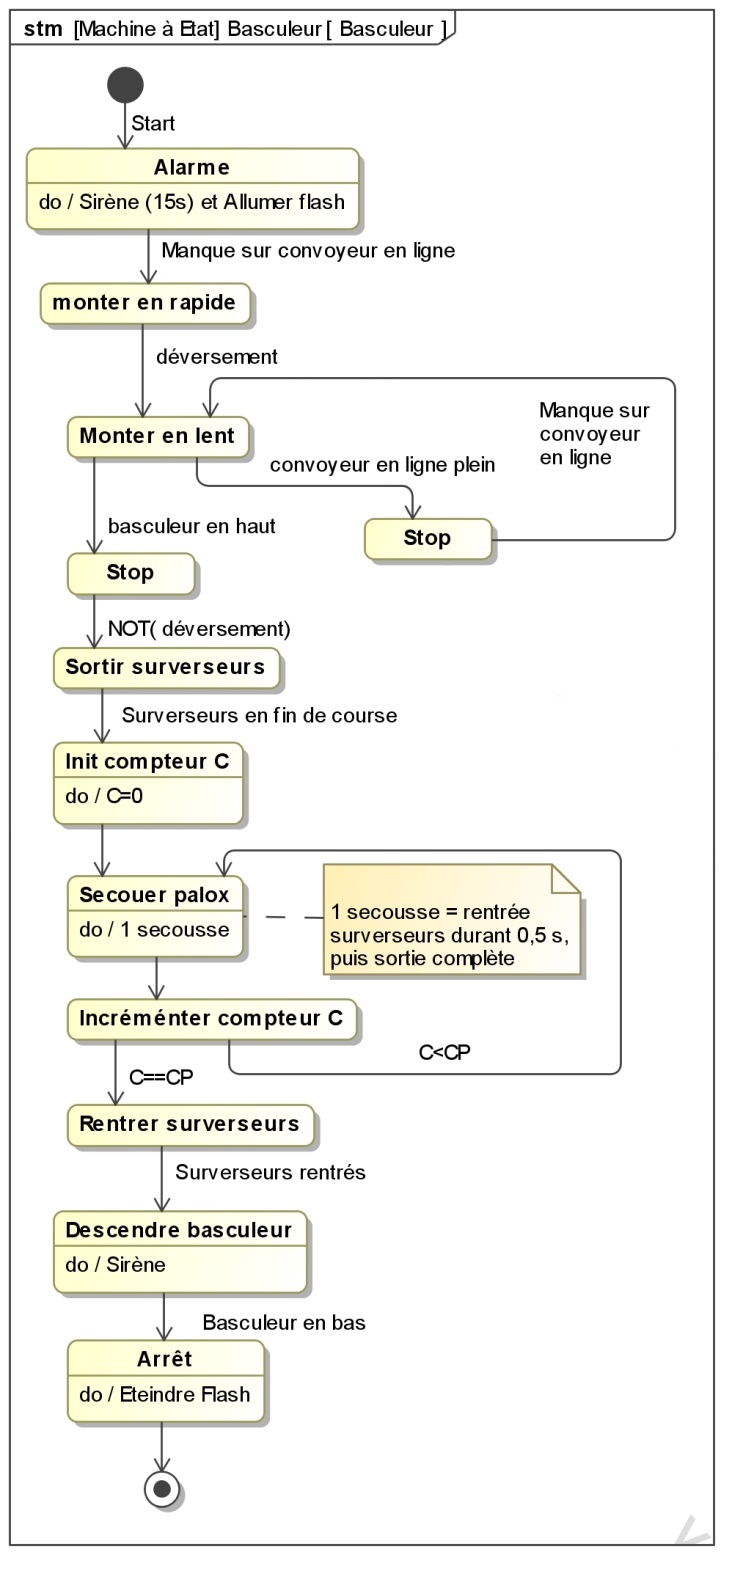 stm [Machine à Etat] Basculeur [ Basculeur ]
Start
Alarme
do / Sirène (15s) et Allumer flash
Manque sur convoyeur en ligne
monter en rapide
déversement
Monter en lent
Manque sur
convoyeur
en ligne
convoyeur en ligne plein
basculeur en haut
Stop
Stop
NOT( déversement)
Sortir surverseurs
Surverseurs en fin de course
Init compteur C
do / C=0
Secouer palox
do / 1 secousse
1 secousse = rentrée
surverseurs durant 0,5 s,
puis sortie complète
Incréménter compteur C
C<CP
C==CP
Rentrer surverseurs
Surverseurs rentrés
Descendre basculeur
do / Sirène
Basculeur en bas
Arrêt
do / Eteindre Flash